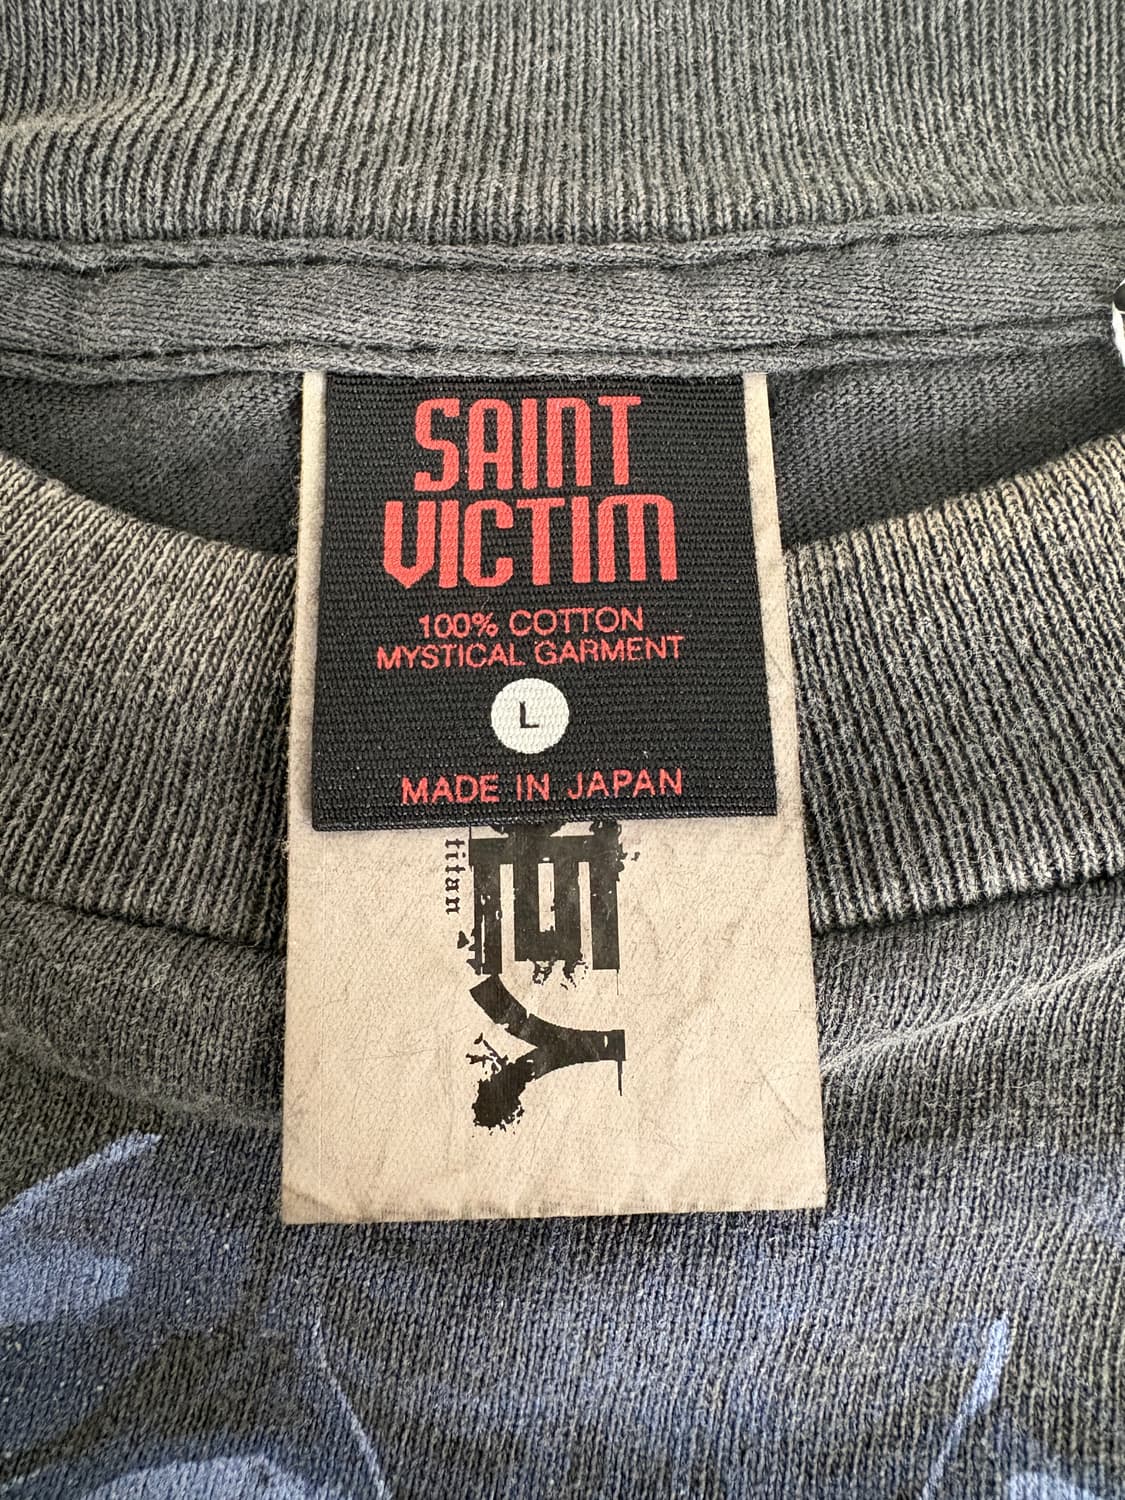 SAINT
VICTIM
100% COTTON
MYSTICAL GARMENT
L
MADE IN JAPAN
titan